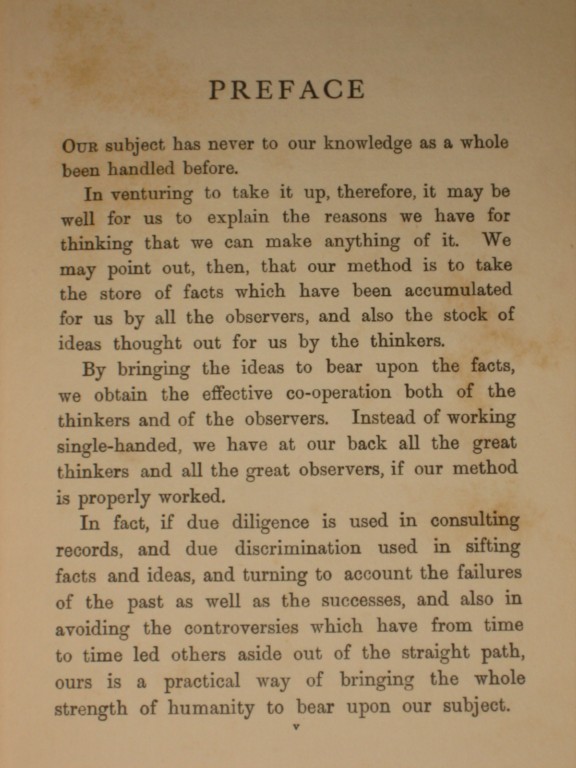 PREFACE
OUR subject has never to our knowledge as a whole
been handled before.
In venturing to take it up, therefore, it may be
well for us to explain the reasons we have for
thinking that we can make anything of it. We
may point out, then, that our method is to take
the store of facts which have been accumulated
for us by all the observers, and also the stock of
ideas thought out for us by the thinkers.
By bringing the ideas to bear upon the facts,
we obtain the effective co-operation both of the
thinkers and of the observers. Instead of working
single-handed, we have at our back all the great
thinkers and all the great observers, if our method
is properly worked.
In fact, if due diligence is used in consulting
records, and due discrimination used in sifting
facts and ideas, and turning to account the failures
of the past as well as the successes, and also in
avoiding the controversies which have from time
to time led others aside out of the straight path,
ours is a practical way of bringing the whole
strength of humanity to bear upon our subject.
v